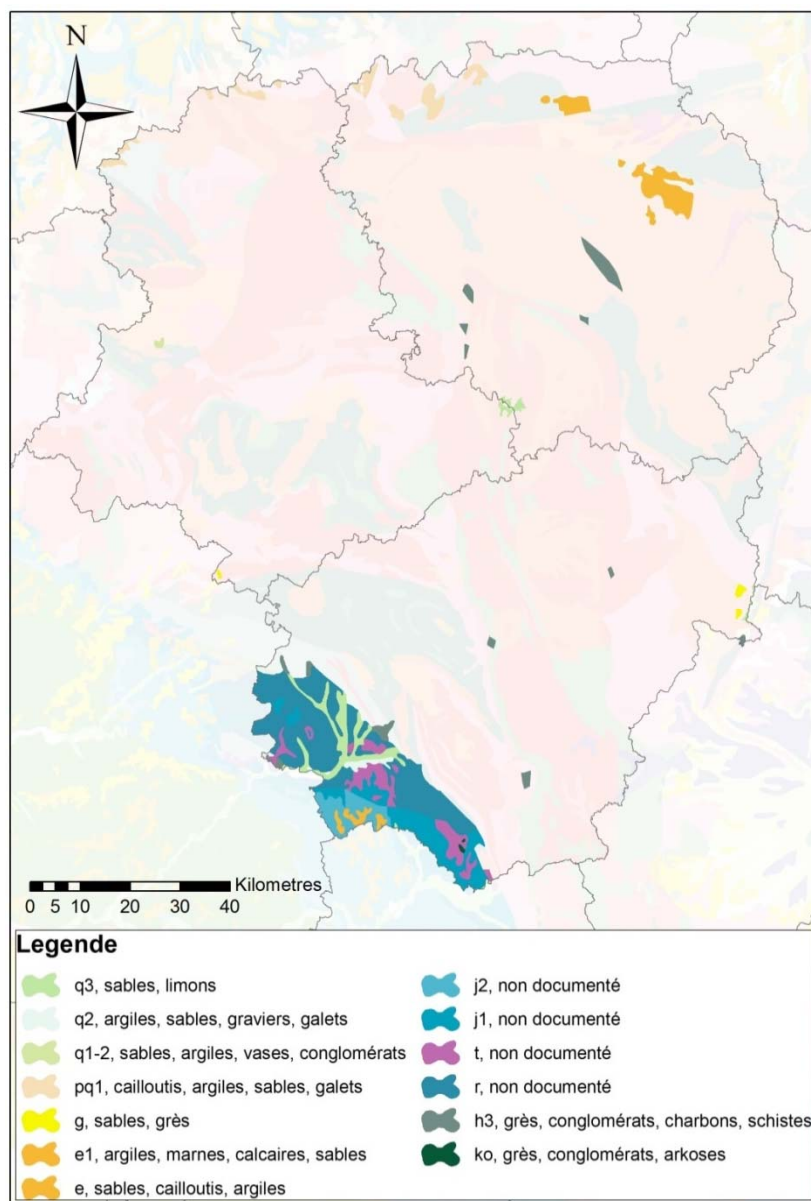 N
Kilometres
0 5 10 20 30 40
Legende
q3, sables, limons
q2, argiles, sables, graviers, galets
q1-2, sables, argiles, vases, conglomérats
pq1, cailloutis, argiles, sables, galets
g, sables, grès
e1, argiles, marnes, calcaires, sables
e, sables, cailloutis, argiles
j2, non documenté
j1, non documenté
t, non documenté
r, non documenté
h3, grès, conglomérats, charbons, schistes
ko, grès, conglomérats, arkoses